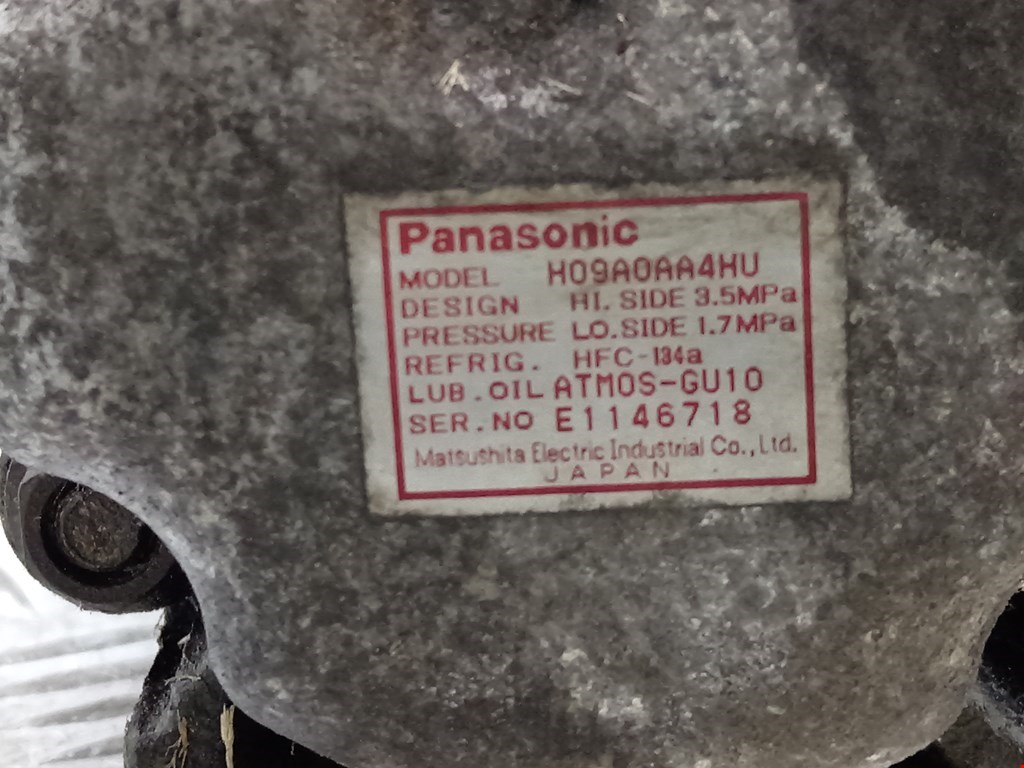 Panasonic
MODEL H09A0AA4HU
DESIGN HI. SIDE 3.5MPa
PRESSURE LO.SIDE 1.7MPa
REFRIG. HFC-134a
LUB.OIL ATMOS-GU10
SER.NO E1146718
Matsushita Electric Industrial Co., Ltd.
JAPAN